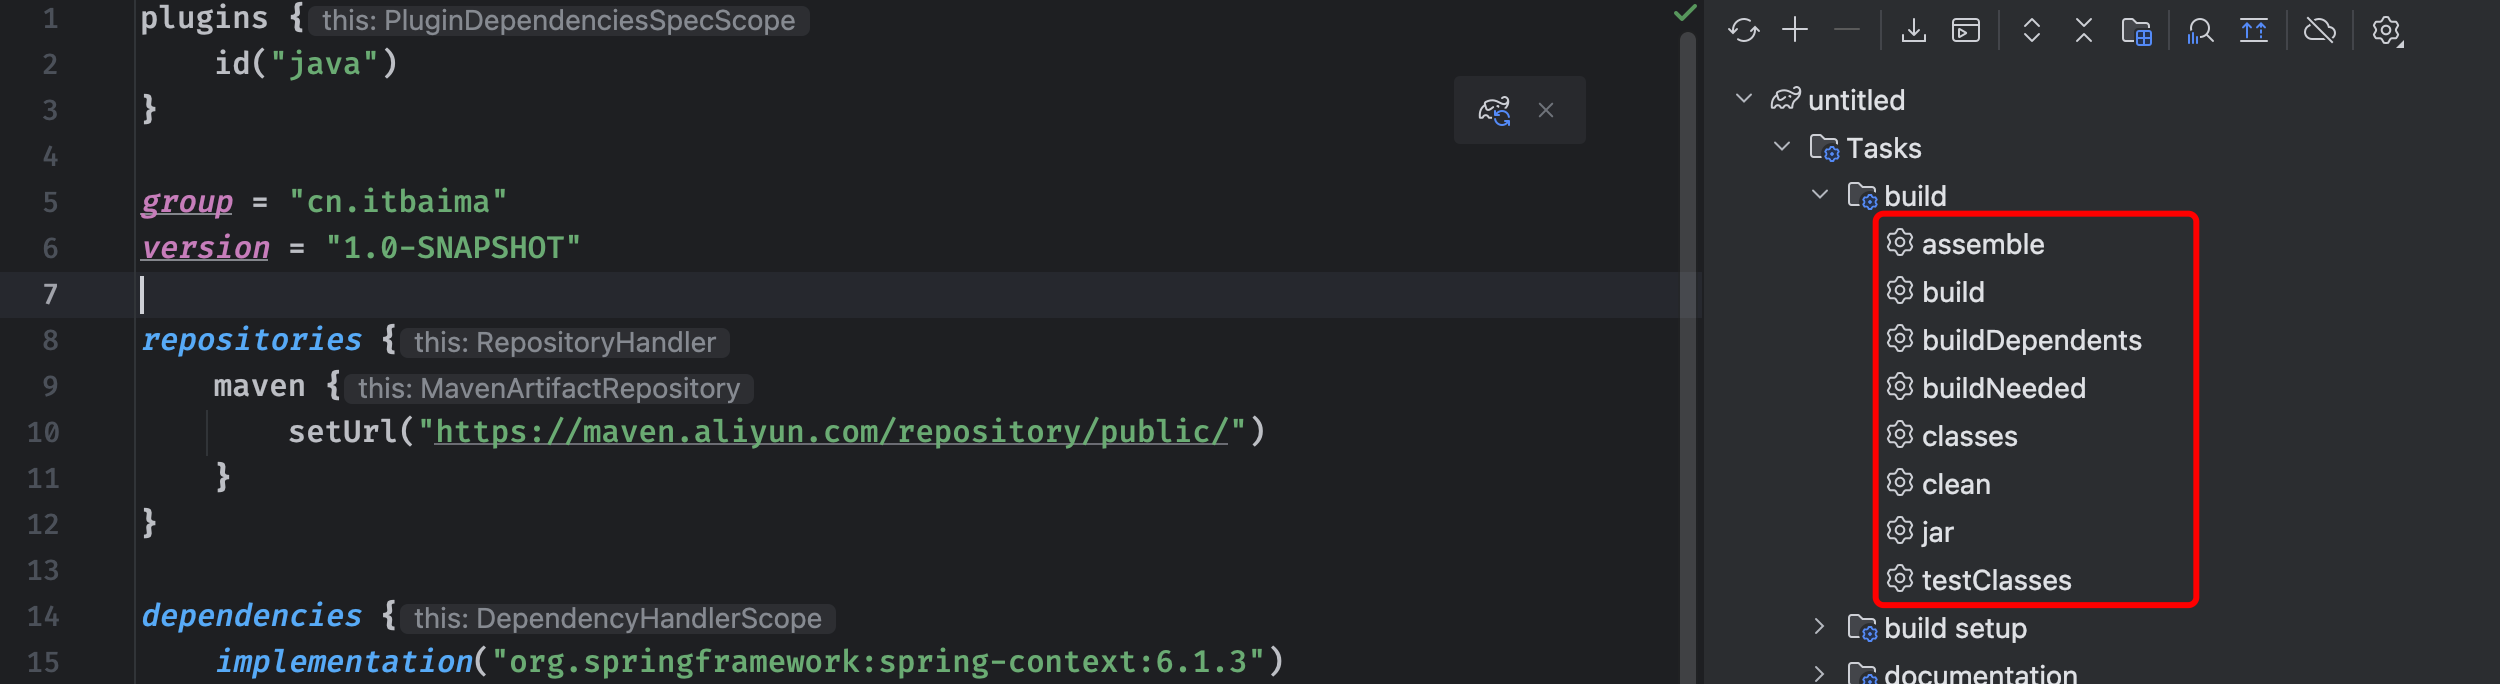 1 plugins { this: PluginDependenciesSpecScope
2 id("java")
3 }
4
5 group = "cn.itbaima"
6 version = "1.0-SNAPSHOT"
7
8 repositories { this: RepositoryHandler
9 maven { this: MavenArtifactRepository
10 setUrl("https://maven.aliyun.com/repository/public/")
11 }
12 }
13
14 dependencies { this: DependencyHandlerScope
15 implementation("org.springframework:spring-context:6.1.3")
untitled
Tasks
build
assemble
build
buildDependents
buildNeeded
classes
clean
jar
testClasses
build setup
documentation